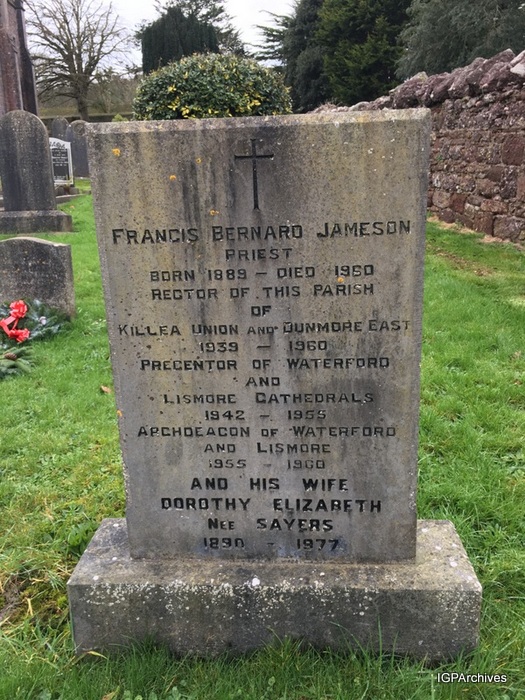 FRANCIS BERNARD JAMESON
PRIEST
BORN 1889 - DIED 1960
RECTOR OF THIS PARISH
OF
KILLEA UNION AND DUNMORE EAST
1939 - 1960
PRECENTOR OF WATERFORD
AND
LISMORE CATHEDRALS
1942 - 1955
ARCHDEACON OF WATERFORD
AND LISMORE
1955 - 1960
AND HIS WIFE
DOROTHY ELIZABETH
NEE SAYERS
1890 - 1977
IGPArchives